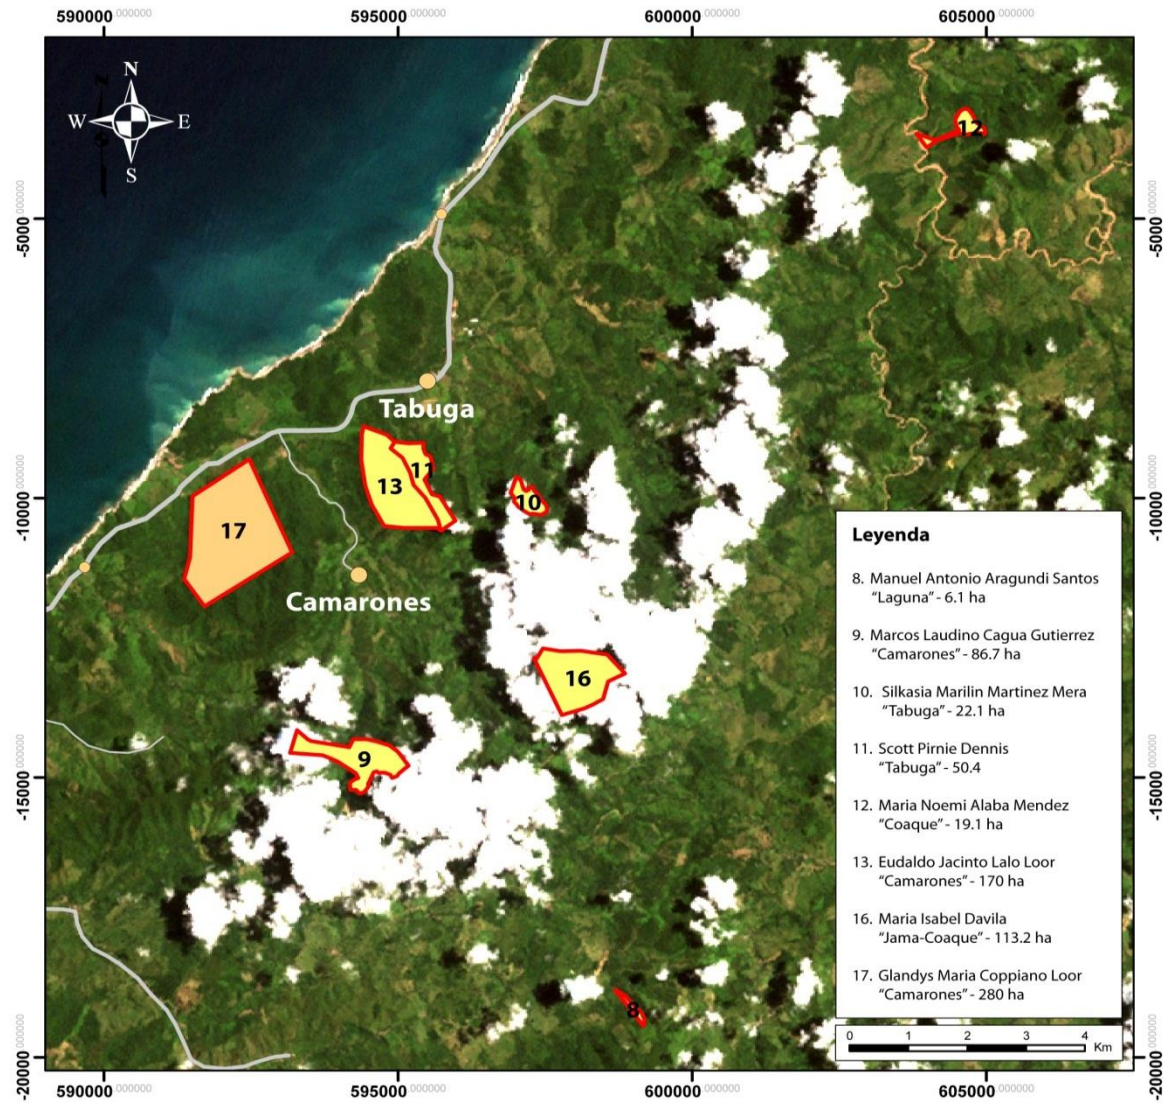 590000.000000 595000.000000 600000.000000 605000.000000
N
W E
S
12
-5000.000000 -5000.000000
Tabuga
11
13
10
-10000.000000 -10000.000000
17
Camarones
16
9
-15000.000000 -15000.000000
8
-20000.000000 -20000.000000
Leyenda
8. Manuel Antonio Aragundi Santos
"Laguna" - 6.1 ha
9. Marcos Laudino Cagua Gutierrez
"Camarones" - 86.7 ha
10. Silkasia Marilin Martinez Mera
"Tabuga" - 22.1 ha
11. Scott Pirnie Dennis
"Tabuga" - 50.4
12. Maria Noemi Alaba Mendez
"Coaque" - 19.1 ha
13. Eudaldo Jacinto Lalo Loor
"Camarones" - 170 ha
16. Maria Isabel Davila
"Jama-Coaque" - 113.2 ha
17. Glandys Maria Coppiano Loor
"Camarones" - 280 ha
0 1 2 3 4
Km
590000.000000 595000.000000 600000.000000 605000.000000